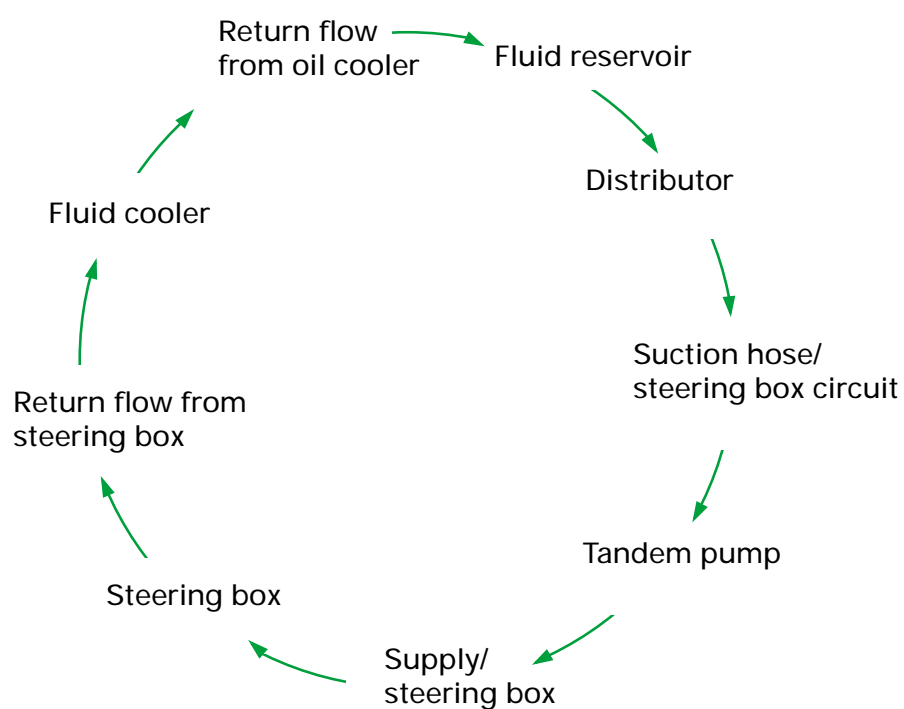 Return flow
from oil cooler
Fluid reservoir
Distributor
Suction hose/
steering box circuit
Tandem pump
Supply/
steering box
Steering box
Return flow from
steering box
Fluid cooler